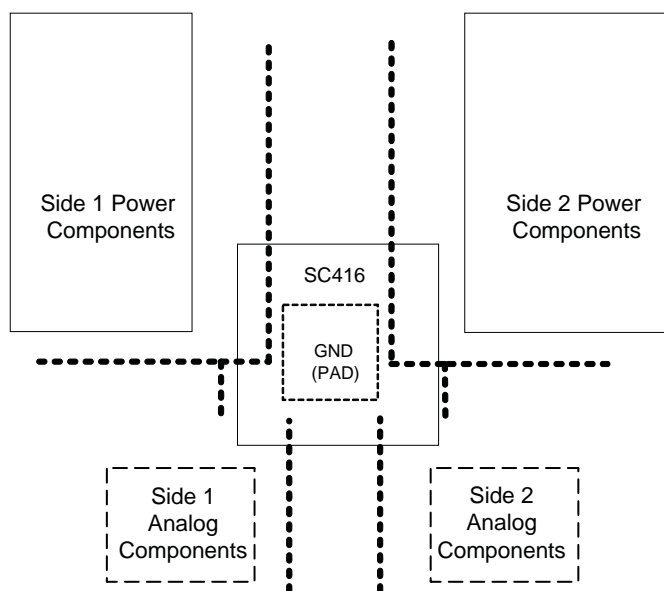 Side 1 Power
Components
Side 2 Power
Components
SC416
GND
(PAD)
Side 1
Analog
Components
Side 2
Analog
Components